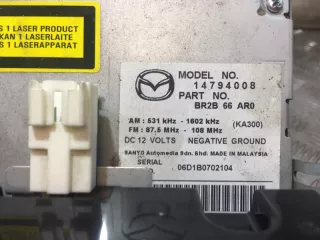 S 1 LASER PRODUCT
N LASERLAITE
1 LASERAPPARAT
MODEL NO.
14794008
PART NO.
BR2B 66 AR0
AM : 531 kHz - 1602 kHz
(KA300)
FM : 87.5 MHz - 108 MHz
DC 12 VOLTS NEGATIVE GROUND
SANYO Automedia Sdn. Bhd. MADE IN MALAYSIA
SERIAL
06D1B0702104